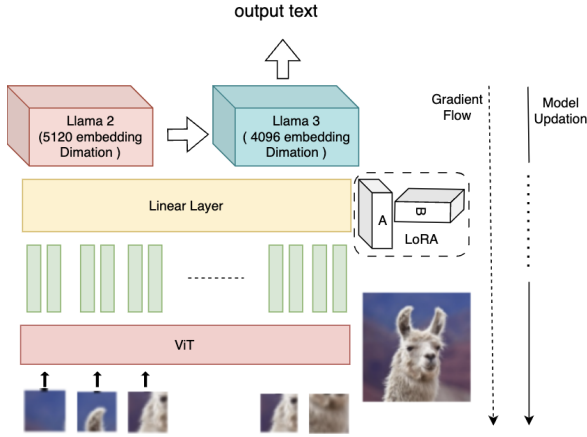 output text
Llama 2
(5120 embedding
Dimation )
Llama 3
( 4096 embedding
Dimation )
Gradient
Flow
Model
Updation
Linear Layer
A
B
LoRA
ViT